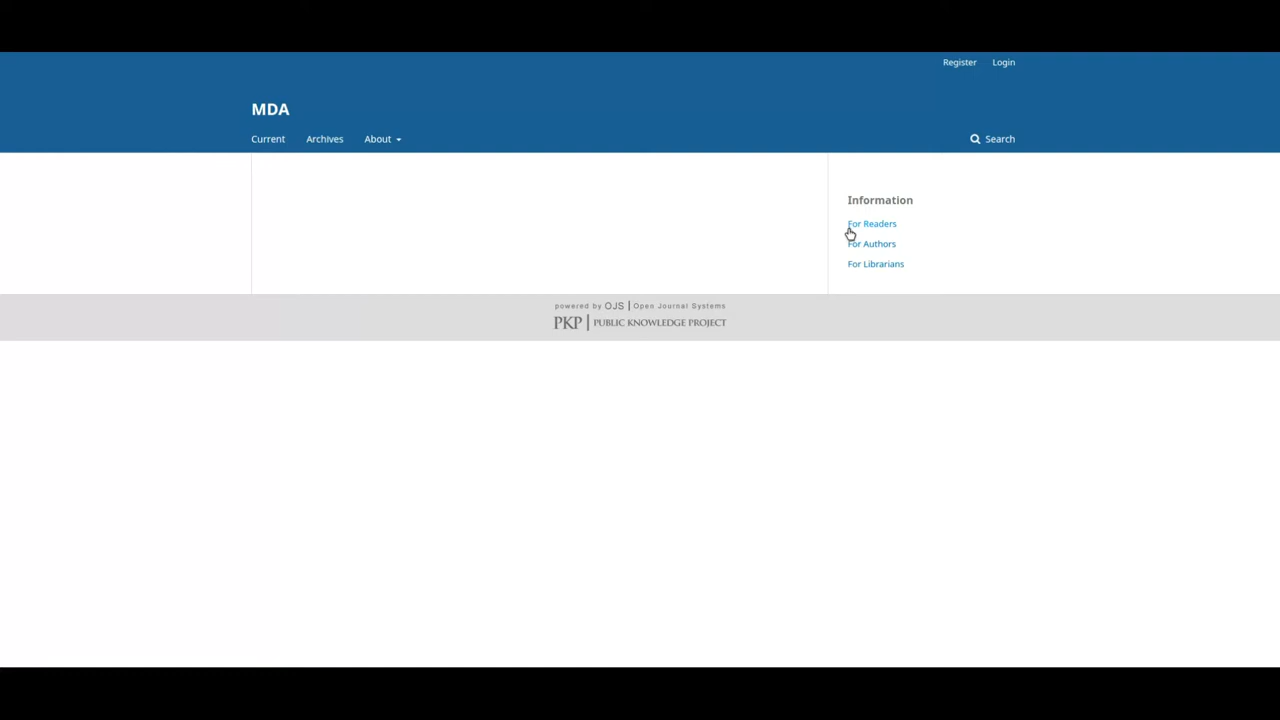 Register Login
MDA
Current Archives About
Search
Information
For Readers
For Authors
For Librarians
powered by OJS | Open Journal Systems
PKP | PUBLIC KNOWLEDGE PROJECT